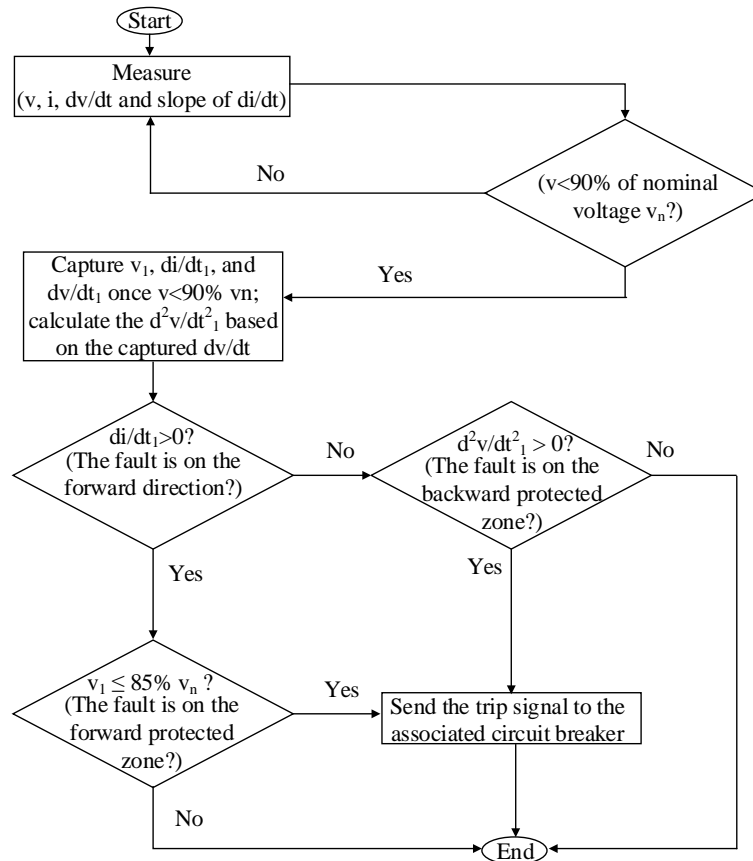 Start
Measure
(v, i, dv/dt and slope of di/dt)
No
(v<90% of nominal
voltage vₙ?)
Yes
Capture v₁, di/dt₁, and
dv/dt₁ once v<90% vn;
calculate the d²v/dt²₁ based
on the captured dv/dt
di/dt₁>0?
(The fault is on the
forward direction?)
No
d²v/dt²₁ > 0?
(The fault is on the
backward protected
zone?)
No
Yes
Yes
v₁ ≤ 85% vₙ ?
(The fault is on the
forward protected
zone?)
Yes
Send the trip signal to the
associated circuit breaker
No
End